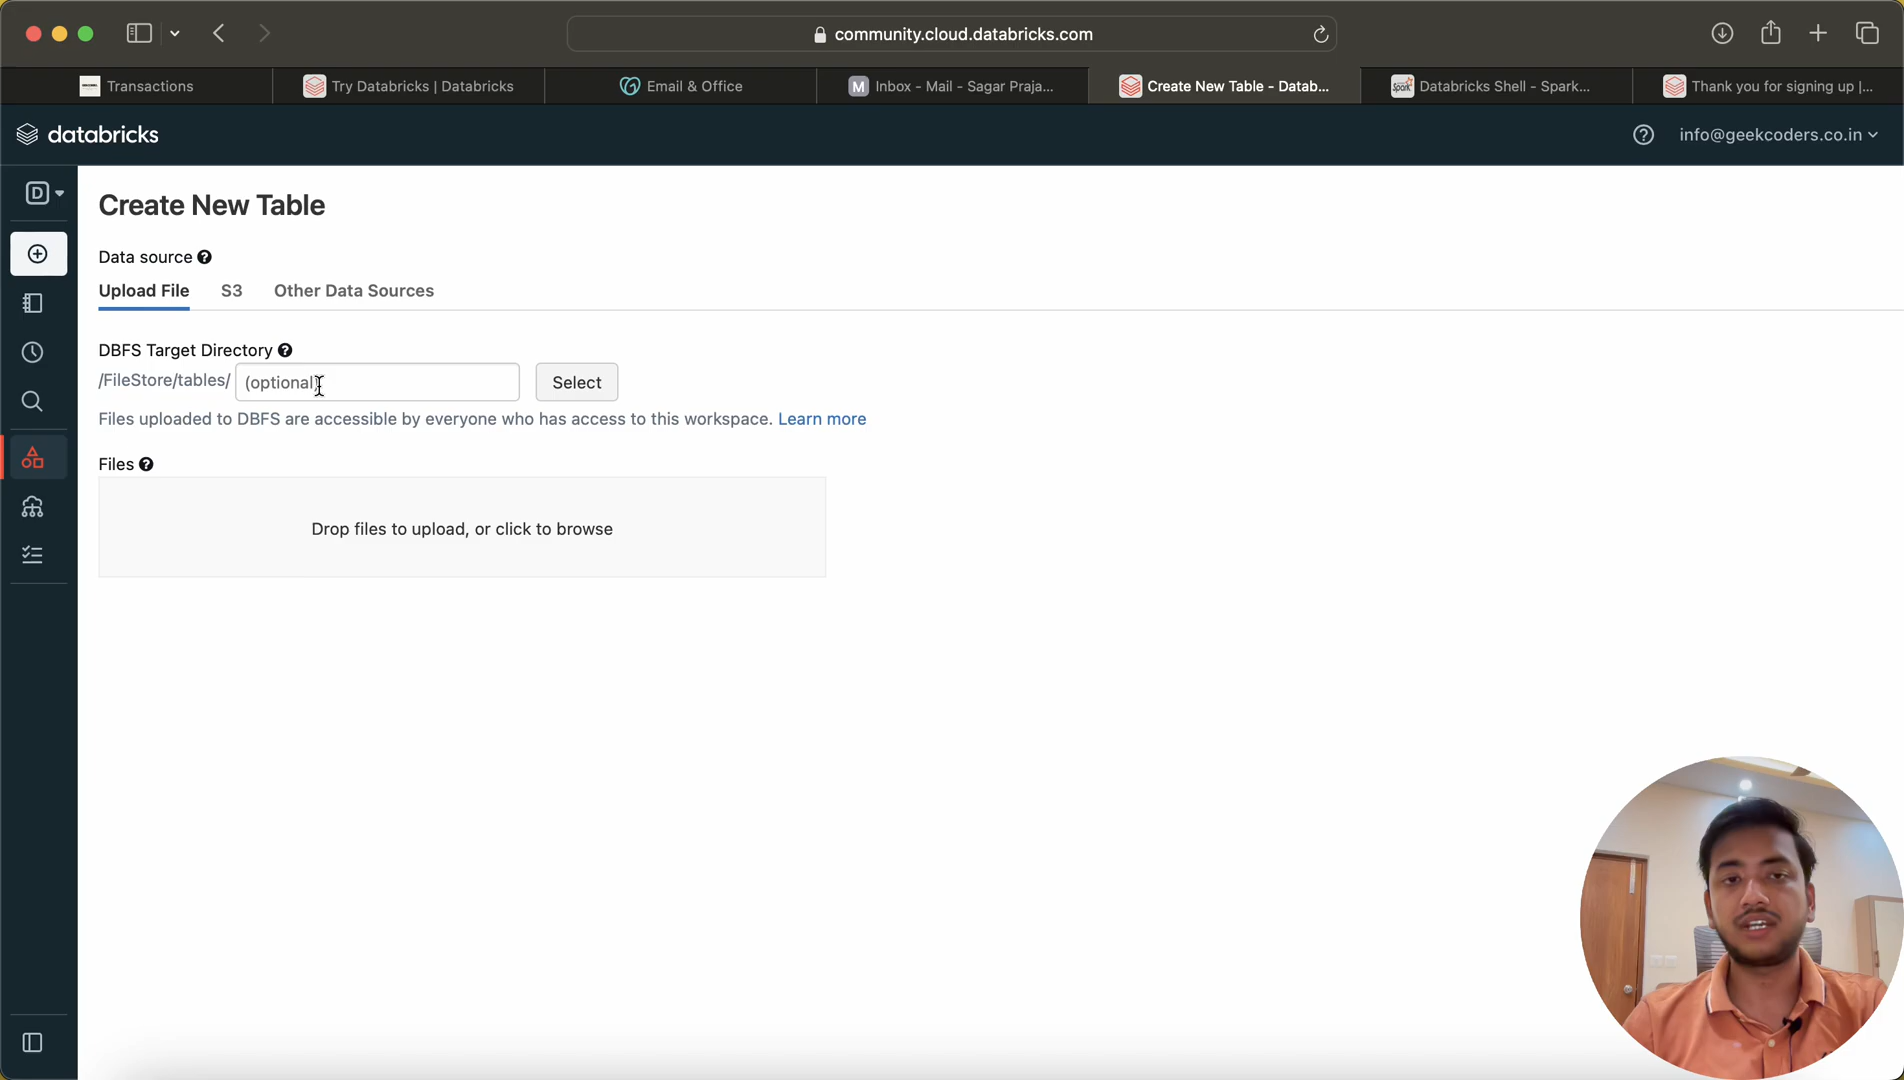 community.cloud.databricks.com
Transactions
Try Databricks | Databricks
Email & Office
M
Inbox - Mail - Sagar Praja...
Create New Table - Datab...
Spark
Databricks Shell - Spark...
Thank you for signing up |...
databricks
info@geekcoders.co.in
D
Create New Table
Data source
Upload File
S3
Other Data Sources
DBFS Target Directory
/FileStore/tables/
(optional)
Select
Files uploaded to DBFS are accessible by everyone who has access to this workspace. Learn more
Files
Drop files to upload, or click to browse